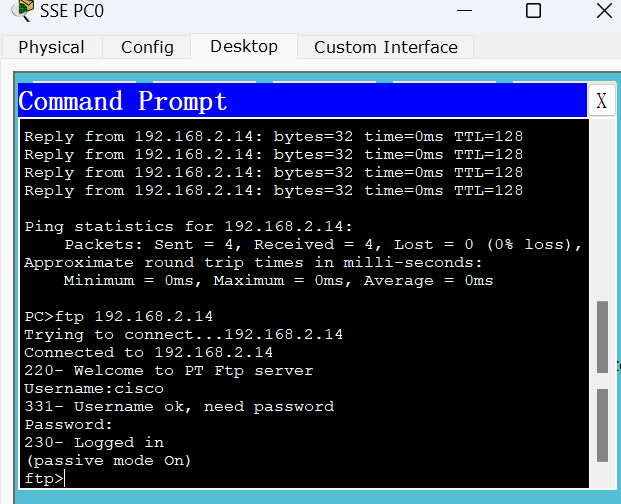 SSE PC0
Physical Config Desktop Custom Interface
Command Prompt X
Reply from 192.168.2.14: bytes=32 time=0ms TTL=128
Reply from 192.168.2.14: bytes=32 time=0ms TTL=128
Reply from 192.168.2.14: bytes=32 time=0ms TTL=128
Reply from 192.168.2.14: bytes=32 time=0ms TTL=128
Ping statistics for 192.168.2.14:
Packets: Sent = 4, Received = 4, Lost = 0 (0% loss),
Approximate round trip times in milli-seconds:
Minimum = 0ms, Maximum = 0ms, Average = 0ms
PC>ftp 192.168.2.14
Trying to connect...192.168.2.14
Connected to 192.168.2.14
220- Welcome to PT Ftp server
Username:cisco
331- Username ok, need password
Password:
230- Logged in
(passive mode On)
ftp>